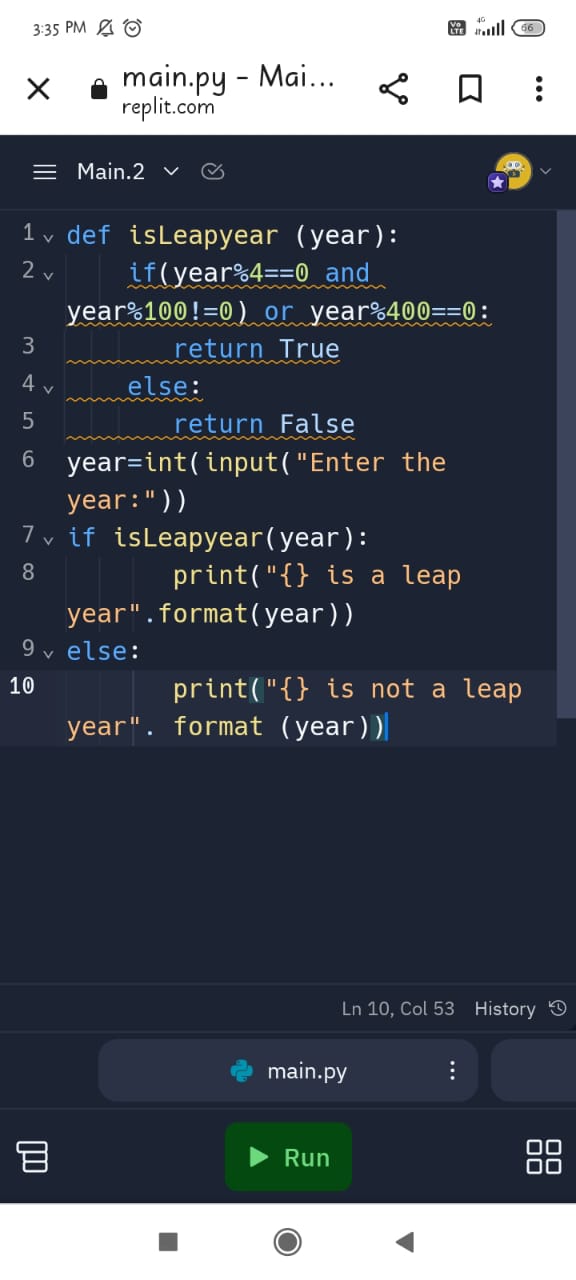 3:35 PM
Vo LTE 4G 66
main.py - Mai...
replit.com
Main.2
1 def isLeapyear (year):
2 if(year%4==0 and
year%100!=0) or year%400==0:
3 return True
4 else:
5 return False
6 year=int(input("Enter the
year:"))
7 if isLeapyear(year):
8 print("{} is a leap
year".format(year))
9 else:
10 print("{} is not a leap
year". format (year))
Ln 10, Col 53 History
main.py
Run